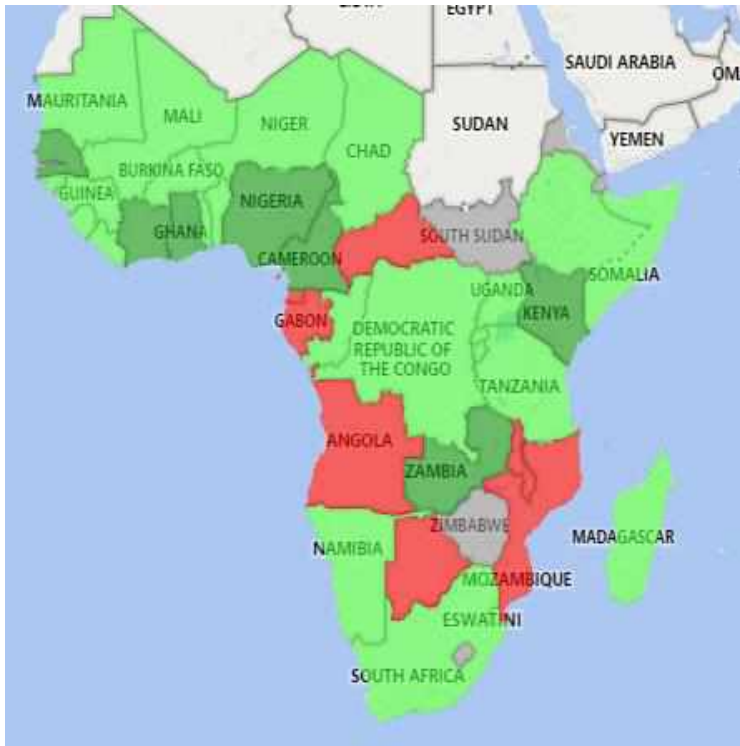 EGYPT
SAUDI ARABIA
OM
MAURITANIA
MALI
NIGER
CHAD
SUDAN
YEMEN
GUINEA
BURKINA FASO
NIGERIA
GHANA
CAMEROON
SOUTH SUDAN
SOMALIA
UGANDA
KENYA
GABON
DEMOCRATIC
REPUBLIC OF
THE CONGO
TANZANIA
ANGOLA
ZAMBIA
ZIMBABWE
NAMIBIA
MADAGASCAR
MOZAMBIQUE
ESWATINI
SOUTH AFRICA